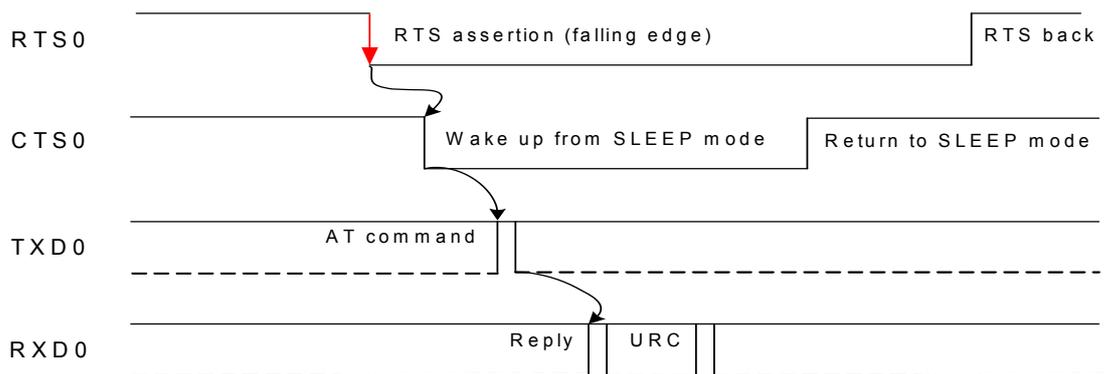 RTS0
RTS assertion (falling edge)
RTS back
CTS0
Wake up from SLEEP mode
Return to SLEEP mode
TXD0
AT command
RXD0
Reply
URC